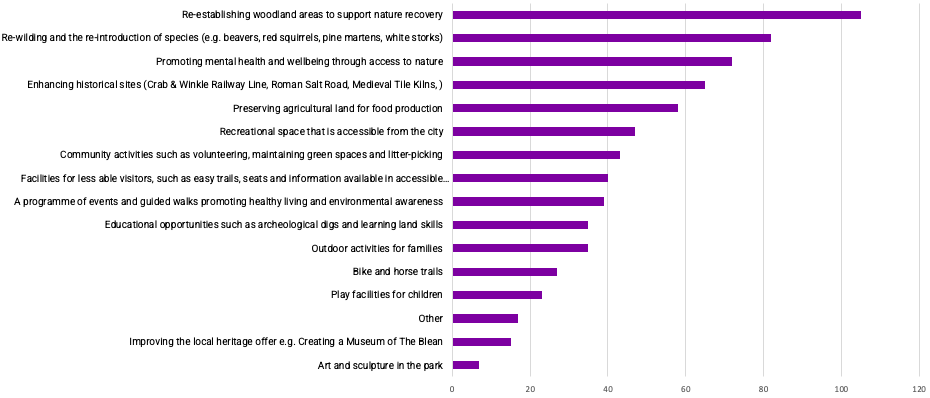 Re-establishing woodland areas to support nature recovery
Re-wilding and the re-introduction of species (e.g. beavers, red squirrels, pine martens, white storks)
Promoting mental health and wellbeing through access to nature
Enhancing historical sites (Crab & Winkle Railway Line, Roman Salt Road, Medieval Tile Kilns, )
Preserving agricultural land for food production
Recreational space that is accessible from the city
Community activities such as volunteering, maintaining green spaces and litter-picking
Facilities for less able visitors, such as easy trails, seats and information available in accessible...
A programme of events and guided walks promoting healthy living and environmental awareness
Educational opportunities such as archeological digs and learning land skills
Outdoor activities for families
Bike and horse trails
Play facilities for children
Other
Improving the local heritage offer e.g. Creating a Museum of The Blean
Art and sculpture in the park
0 20 40 60 80 100 120